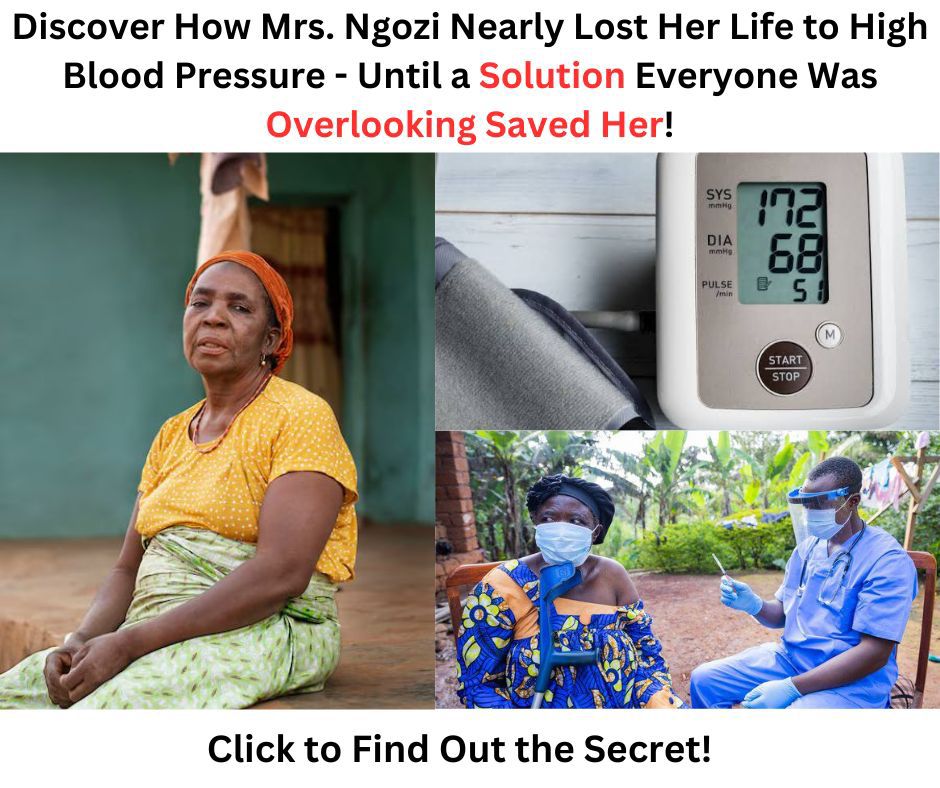 Discover How Mrs. Ngozi Nearly Lost Her Life to High
Blood Pressure - Until a Solution Everyone Was
Overlooking Saved Her!
SYS
mmHg
172
DIA
mmHg
68
PULSE
/min
51
M
START
STOP
Click to Find Out the Secret!